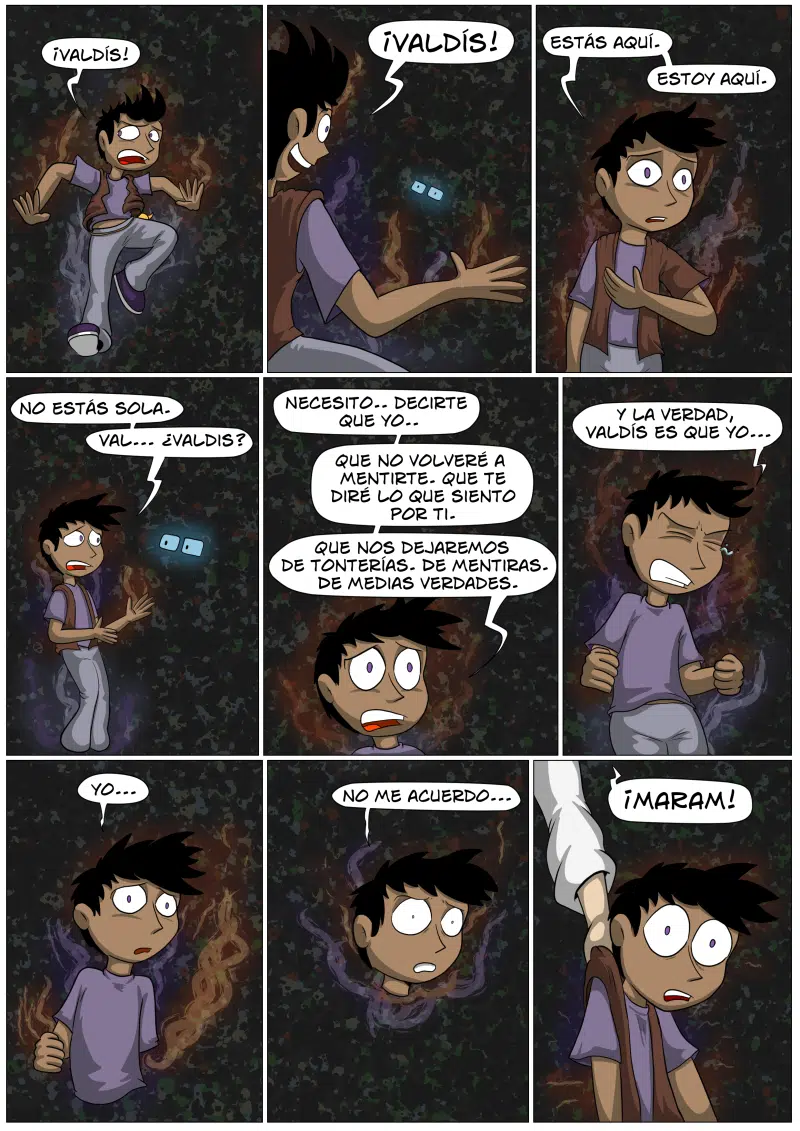 ¡VALDÍS!
¡VALDÍS!
ESTÁS AQUÍ.
ESTOY AQUÍ.
NO ESTÁS SOLA.
VAL... ¿VALDIS?
NECESITO.. DECIRTE
QUE YO..
QUE NO VOLVERÉ A
MENTIRTE. QUE TE
DIRÉ LO QUE SIENTO
POR TI.
QUE NOS DEJAREMOS
DE TONTERÍAS. DE MENTIRAS.
DE MEDIAS VERDADES.
Y LA VERDAD,
VALDÍS ES QUE YO...
YO...
NO ME ACUERDO...
¡MARAM!